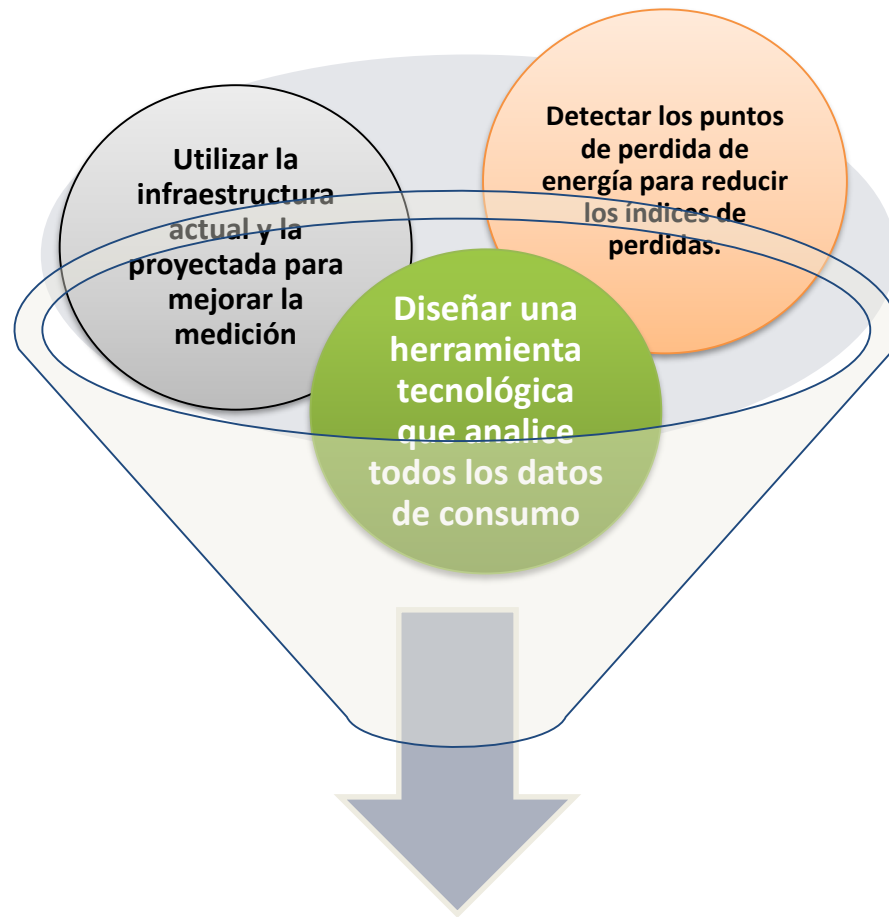 Utilizar la
infraestructura
actual y la
proyectada para
mejorar la
medición
Detectar los puntos
de perdida de
energía para reducir
los índices de
perdidas.
Diseñar una
herramienta
tecnológica
que analice
todos los datos
de consumo